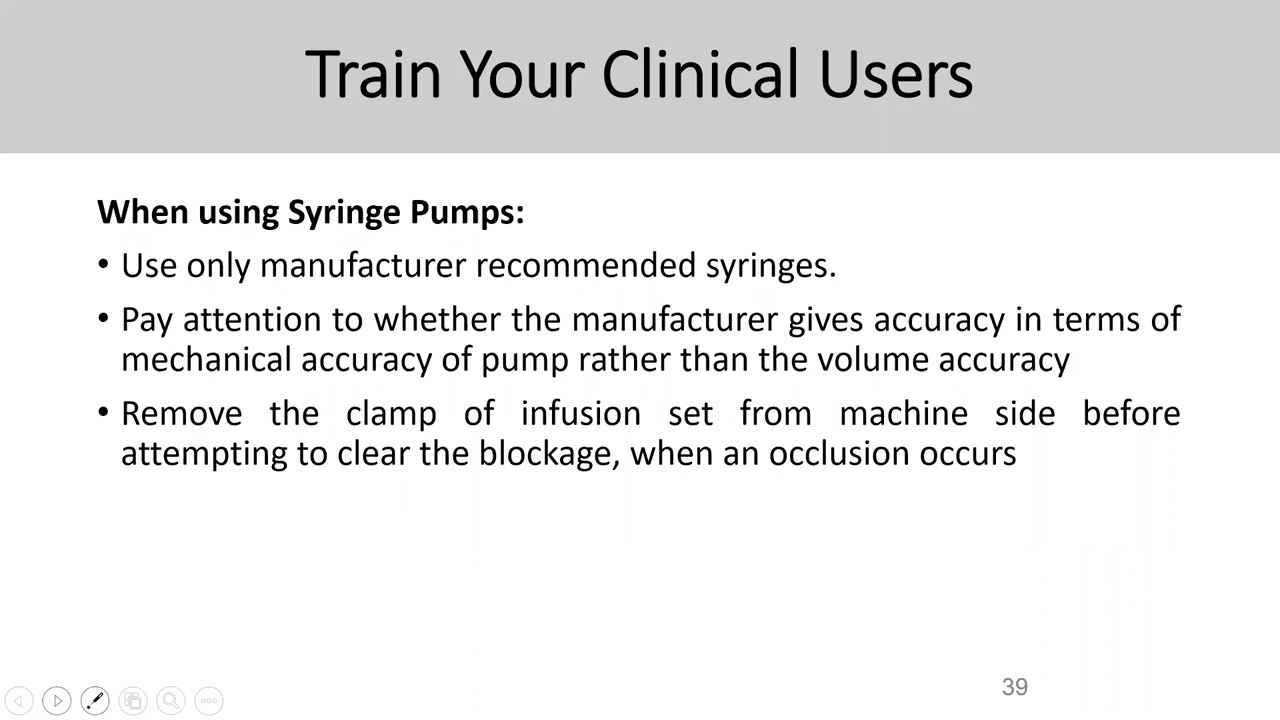 Train Your Clinical Users
When using Syringe Pumps:
• Use only manufacturer recommended syringes.
• Pay attention to whether the manufacturer gives accuracy in terms of
mechanical accuracy of pump rather than the volume accuracy
• Remove the clamp of infusion set from machine side before
attempting to clear the blockage, when an occlusion occurs
39